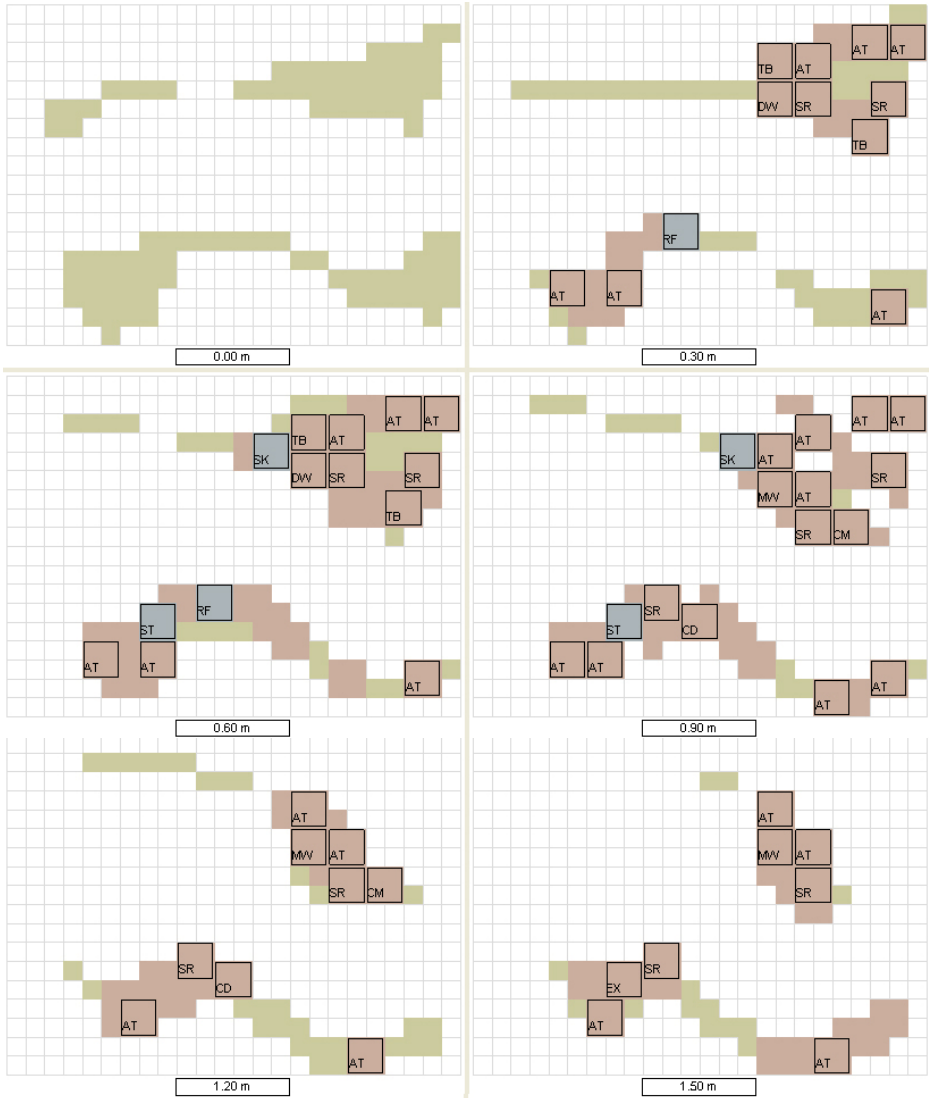 0.00 m
AT AT
TB AT
DW SR SR
TB
RF
AT AT
AT
0.30 m
AT AT
TB AT
SK
DW SR SR
TB
RF
ST
AT AT
AT
0.60 m
AT AT
AT
SK AT
SR
MW AT
SR CM
SR
ST CD
AT AT
AT
AT
0.90 m
AT
MW AT
SR CM
SR
CD
AT
AT
1.20 m
AT
MW AT
SR
SR
EX
AT
AT
1.50 m